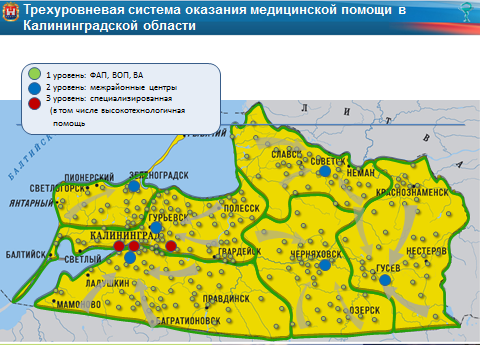 Трехуровневая система оказания медицинской помощи в
Калининградской области
1 уровень: ФАП, ВОП, ВА
2 уровень: межрайонные центры
3 уровень: специализированная
(в том числе высокотехнологичная
помощь
ЛИТВА
БАЛТИЙСК
СЛАВСК
СОВЕТСК
НЕМАН
ПИОНЕРСКИЙ
ЗЕЛЕНОГРАДСК
КРАСНОЗНАМЕНСК
СВЕТЛОГОРСК
ЯНТАРНЫЙ
ПОЛЕССК
ГУРЬЕВСК
КАЛИНИНГРАД
БАЛТИЙСК
СВЕТЛЫЙ
ГВАРДЕЙСК
ЧЕРНЯХОВСК
НЕСТЕРОВ
ГУСЕВ
ЛАДУШКИН
МАМОНОВО
ПРАВДИНСК
ОЗЕРСК
БАГРАТИОНОВСК